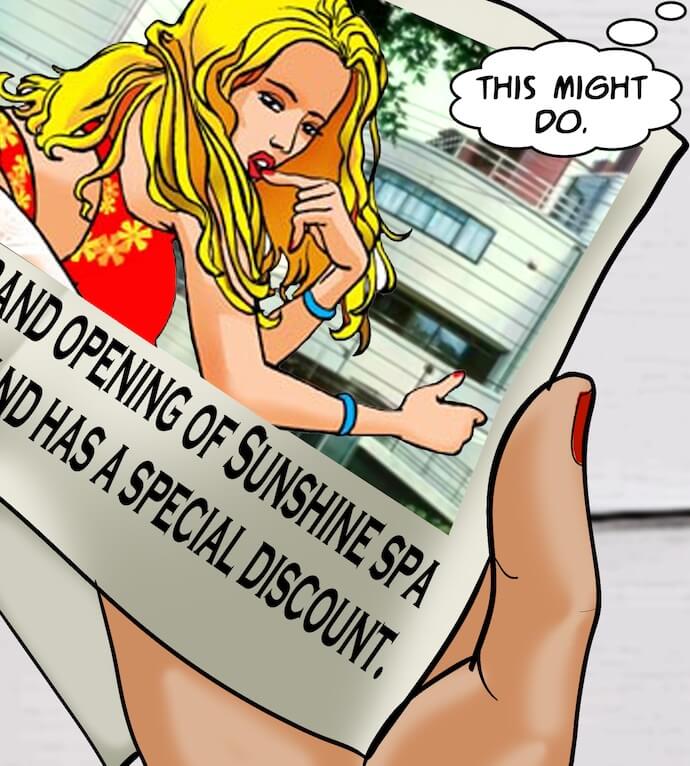 THIS MIGHT
DO.
AND OPENING OF SUNSHINE SPA
ND HAS A SPECIAL DISCOUNT.